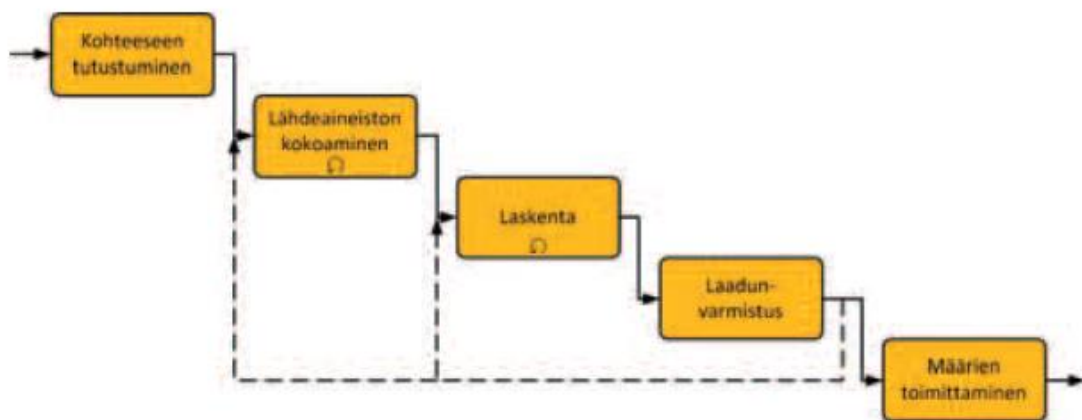 Kohteeseen
tutustuminen
Lähdeaineiston
kokoaminen
Laskenta
Laadun-
varmistus
Määrien
toimittaminen